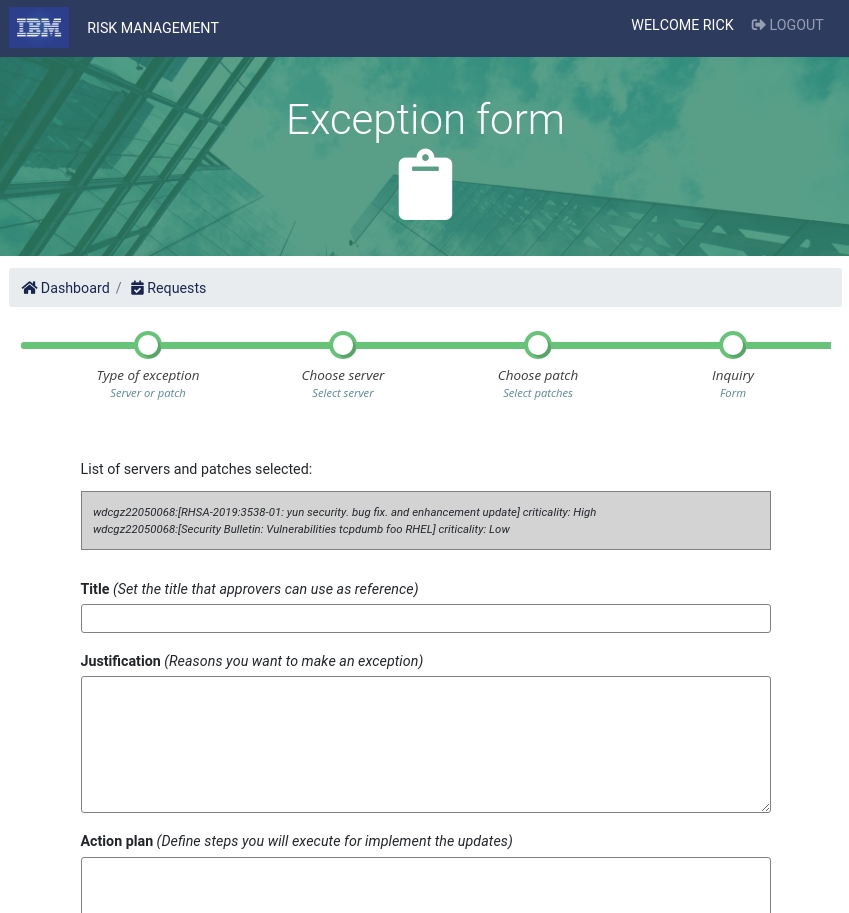 IBM
RISK MANAGEMENT
WELCOME RICK
LOGOUT
Exception form
Dashboard / Requests
Type of exception
Server or patch
Choose server
Select server
Choose patch
Select patches
Inquiry
Form
List of servers and patches selected:
wdcgz22050068:[RHSA-2019:3538-01: yun security. bug fix. and enhancement update] criticality: High
wdcgz22050068:[Security Bulletin: Vulnerabilities tcpdumb foo RHEL] criticality: Low
Title (Set the title that approvers can use as reference)
Justification (Reasons you want to make an exception)
Action plan (Define steps you will execute for implement the updates)